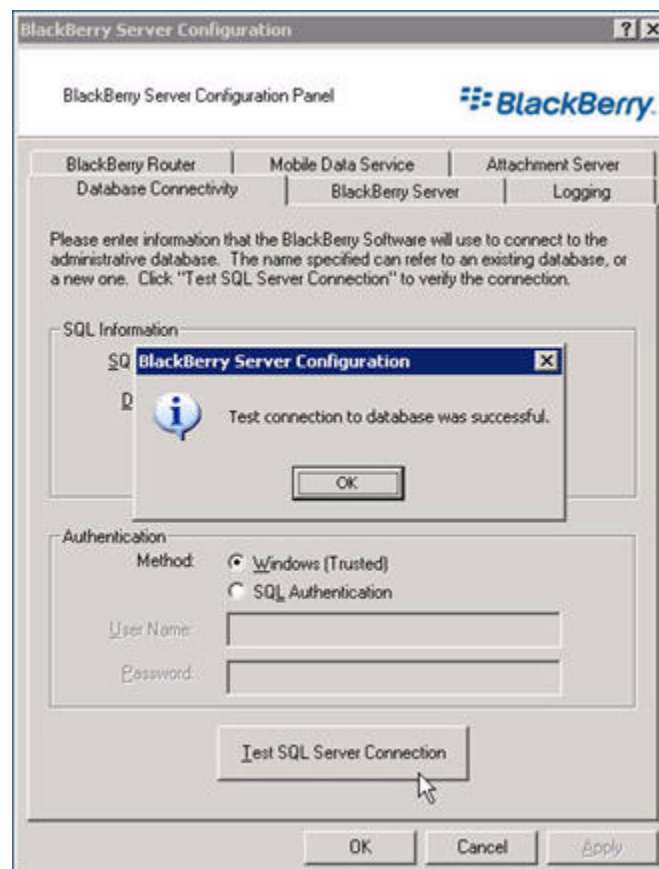 BlackBerry Server Configuration
BlackBerry Server Configuration Panel
BlackBerry.
BlackBerry Router Mobile Data Service Attachment Server
Database Connectivity BlackBerry Server Logging
Please enter information that the BlackBerry Software will use to connect to the
administrative database. The name specified can refer to an existing database, or
a new one. Click "Test SQL Server Connection" to verify the connection.
SQL Information
SQ
D
BlackBerry Server Configuration
Test connection to database was successful.
OK
Authentication
Method: Windows (Trusted)
SQL Authentication
User Name:
Password:
Test SQL Server Connection
OK Cancel Apply